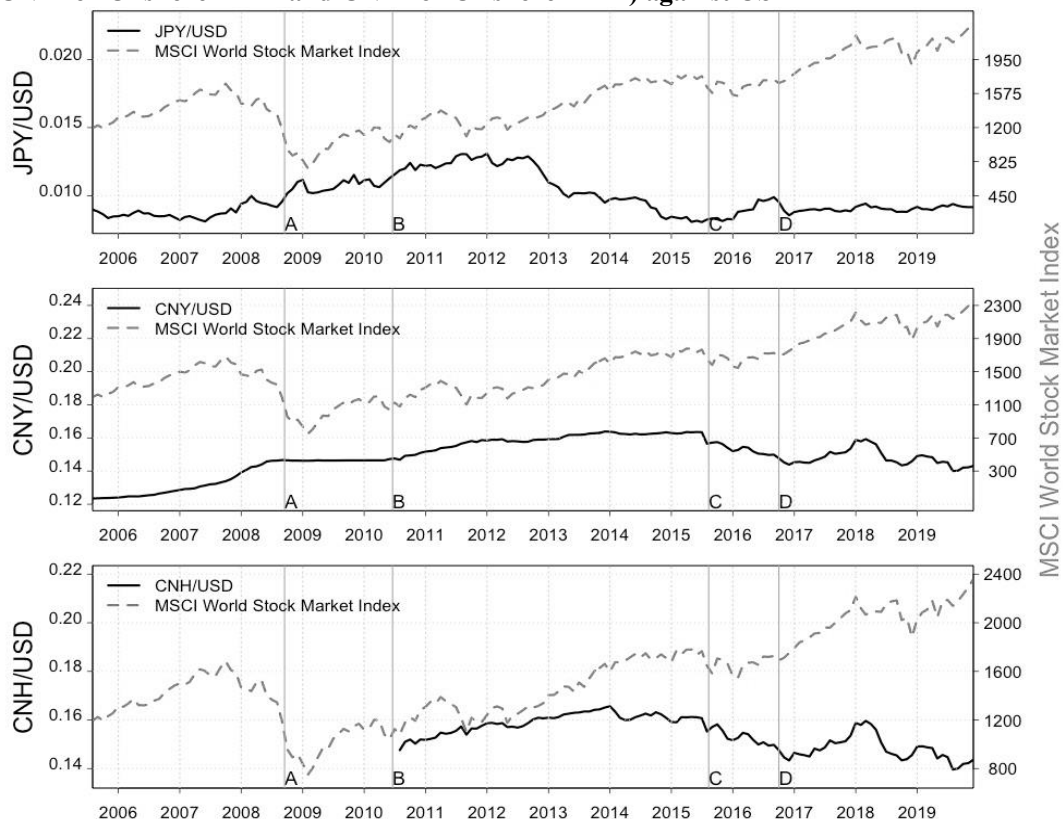 JPY/USD
MSCI World Stock Market Index
0.020
0.015
0.010
1950
1575
1200
825
450
JPY/USD
A
B
C
D
2006 2007 2008 2009 2010 2011 2012 2013 2014 2015 2016 2017 2018 2019
CNY/USD
MSCI World Stock Market Index
0.24
0.22
0.20
0.18
0.16
0.14
0.12
2300
1900
1500
1100
700
300
CNY/USD
A
B
C
D
2006 2007 2008 2009 2010 2011 2012 2013 2014 2015 2016 2017 2018 2019
CNH/USD
MSCI World Stock Market Index
0.22
0.20
0.18
0.16
0.14
2400
2000
1600
1200
800
CNH/USD
A
B
C
D
2006 2007 2008 2009 2010 2011 2012 2013 2014 2015 2016 2017 2018 2019
MSCI World Stock Market Index